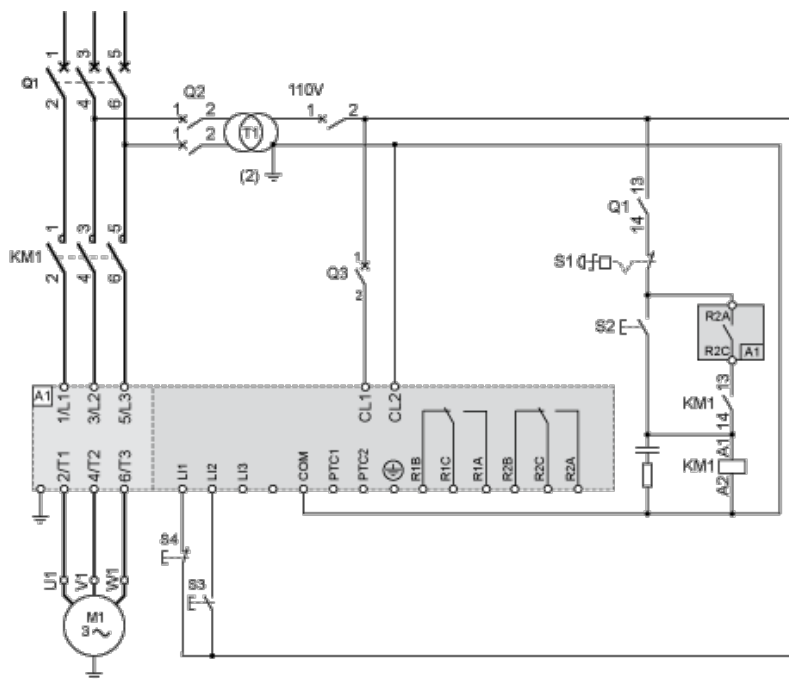 1 3 5
Q1
2 4 6
Q2
1 2
1 2
T1
(2)
110V
1 2
13
Q1
14
S1
1 3 5
KM1
2 4 6
1
Q3
2
S2
R2A
R2C A1
13
KM1
14
A1
KM1
A2
A1
1/L1 3/L2 5/L3 CL1 CL2
2/T1 4/T2 6/T3 LI1 LI2 LI3 COM PTC1 PTC2 R1B R1C R1A R2B R2C R2A
S4
S3
U1 V1 W1
M1
3